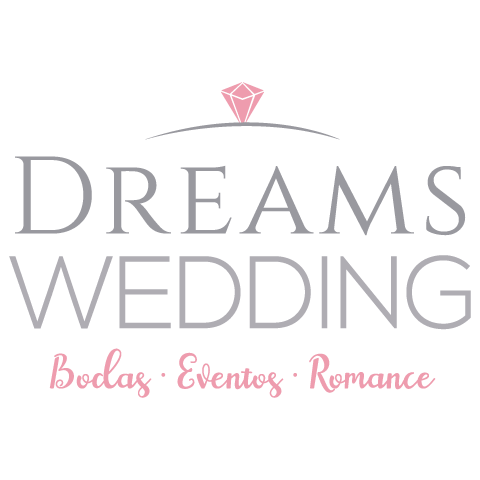 DREAMS
WEDDING
Bodas · Eventos · Romance